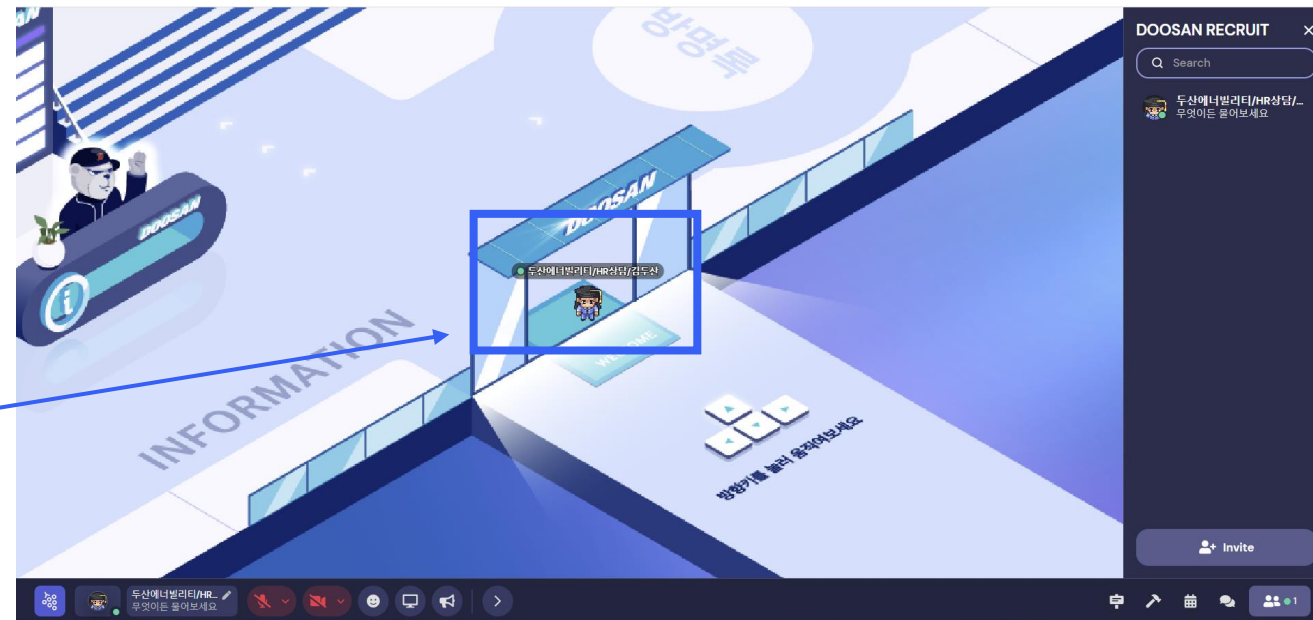 방명록
DOOSAN
DOOSAN
두산에너빌리티/HR상담/김두산
WELCOME
INFORMATION
방향키를 눌러 움직여보세요
DOOSAN RECRUIT
Search
두산에너빌리티/HR상담/...
무엇이든 물어보세요
Invite
두산에너빌리티/HR...
무엇이든 물어보세요
1